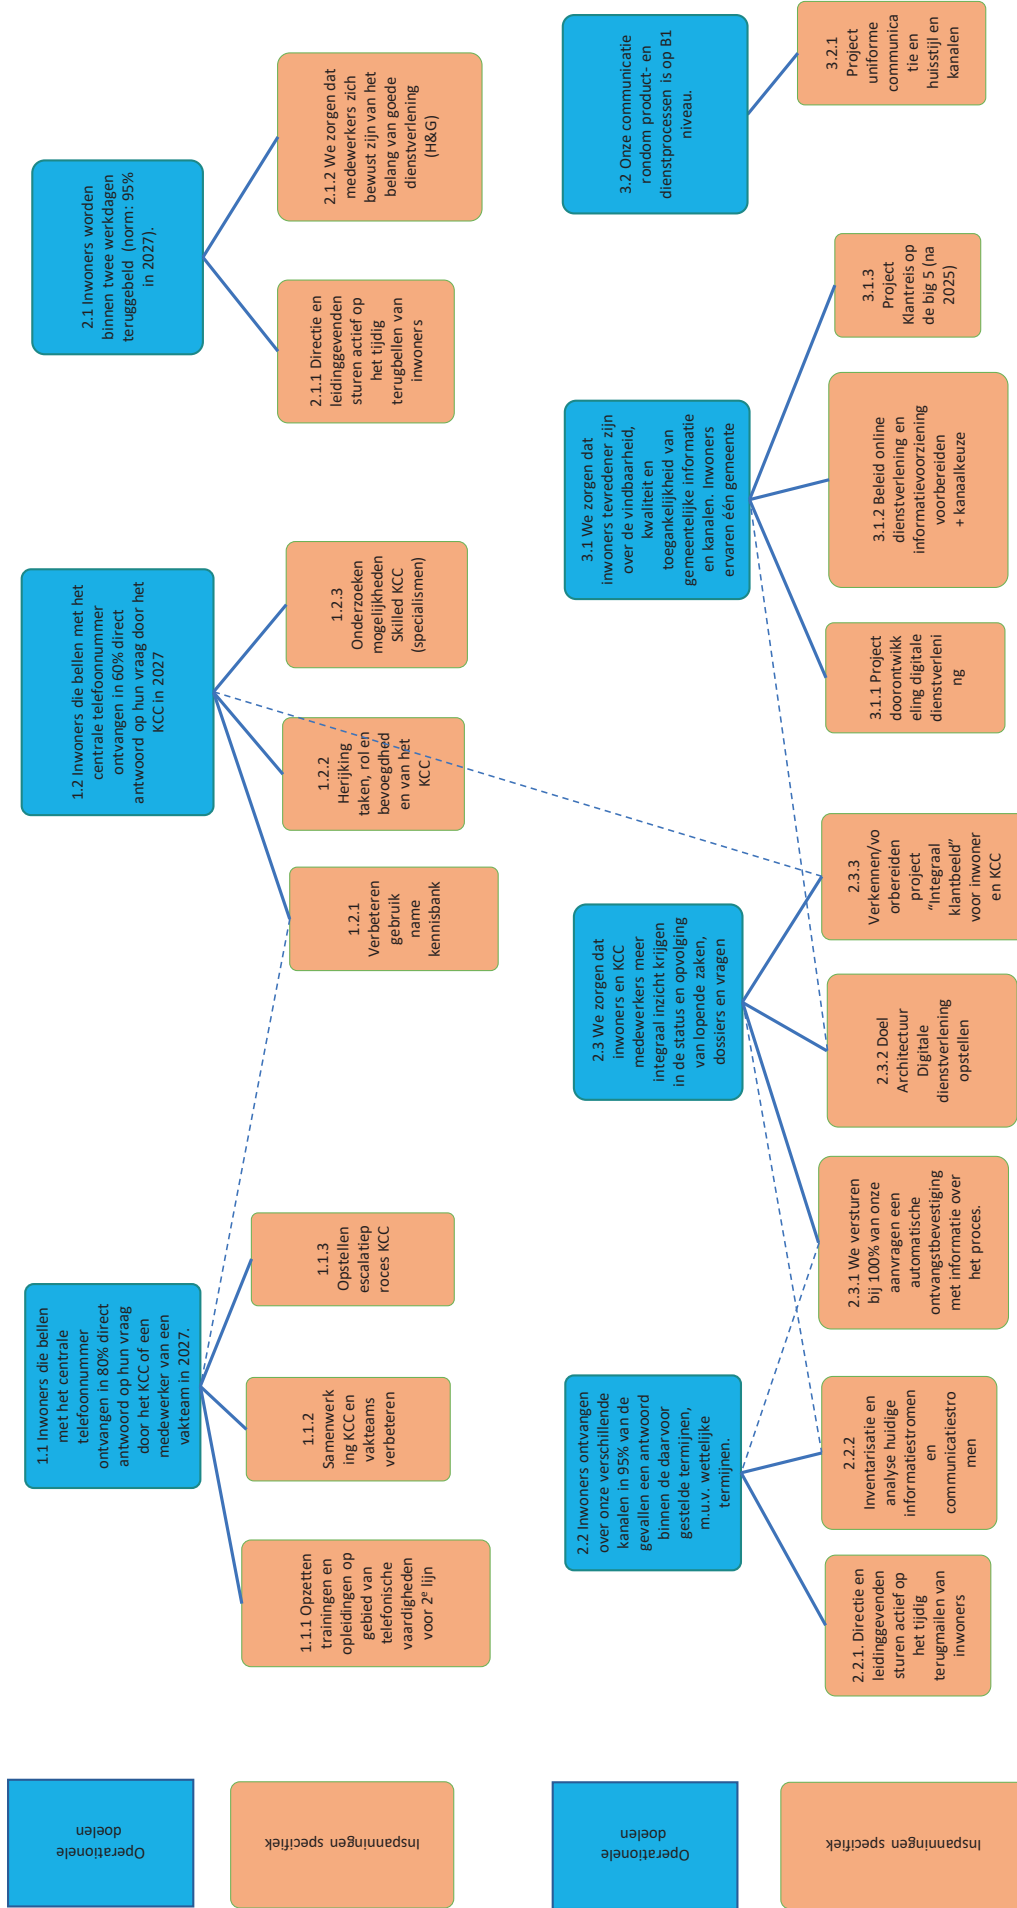 Operationele
doelen
1.1 Inwoners die bellen
met het centrale
telefoonnummer
ontvangen in 80% direct
antwoord op hun vraag
door het KCC of een
medewerker van een
vakteam in 2027.
1.2 Inwoners die bellen met het
centrale telefoonnummer
ontvangen in 60% direct
antwoord op hun vraag door het
KCC in 2027
2.1 Inwoners worden
binnen twee werkdagen
teruggebeld (norm: 95%
in 2027).
Inspanningen specifiek
1.1.1 Opzetten
trainingen en
opleidingen op
gebied van
telefonische
vaardigheden
voor 2e lijn
1.1.2
Samenwerk
ing KCC en
vakteams
verbeteren
1.1.3
Opstellen
escalatiep
roces KCC
1.2.1
Verbeteren
gebruik
name
kennisbank
1.2.2
Herijking
taken, rol en
bevoegdhed
en van het
KCC
1.2.3
Onderzoeken
mogelijkheden
Skilled KCC
(specialismen)
2.1.1 Directie en
leidinggevenden
sturen actief op
het tijdig
terugbellen van
inwoners
2.1.2 We zorgen dat
medewerkers zich
bewust zijn van het
belang van goede
dienstverlening
(H&G)
Operationele
doelen
2.2 Inwoners ontvangen
over onze verschillende
kanalen in 95% van de
gevallen een antwoord
binnen de daarvoor
gestelde termijnen,
m.u.v. wettelijke
termijnen.
2.3 We zorgen dat
inwoners en KCC
medewerkers meer
integraal inzicht krijgen
in de status en opvolging
van lopende zaken,
dossiers en vragen
3.1 We zorgen dat
inwoners tevredener zijn
over de vindbaarheid,
kwaliteit en
toegankelijkheid van
gemeentelijke informatie
en kanalen. Inwoners
ervaren één gemeente
3.2 Onze communicatie
rondom product- en
dienstprocessen is op B1
niveau.
Inspanningen specifiek
2.2.1. Directie en
leidinggevenden
sturen actief op
het tijdig
terugmailen van
inwoners
2.2.2
Inventarisatie en
analyse huidige
informatiestromen
en
communicatiestro
men
2.3.1 We versturen
bij 100% van onze
aanvragen een
automatische
ontvangstbevestiging
met informatie over
het proces.
2.3.2 Doel
Architectuur
Digitale
dienstverlening
opstellen
2.3.3
Verkennen/vo
orbereiden
project
“Integraal
klantbeeld”
voor inwoner
en KCC
3.1.1 Project
doorontwikk
eling digitale
dienstverleni
ng
3.1.2 Beleid online
dienstverlening en
informatievoorziening
voorbereiden
+ kanaalkeuze
3.1.3
Project
Klantreis op
de big 5 (na
2025)
3.2.1
Project
uniforme
communica
tie en
huisstijl en
kanalen